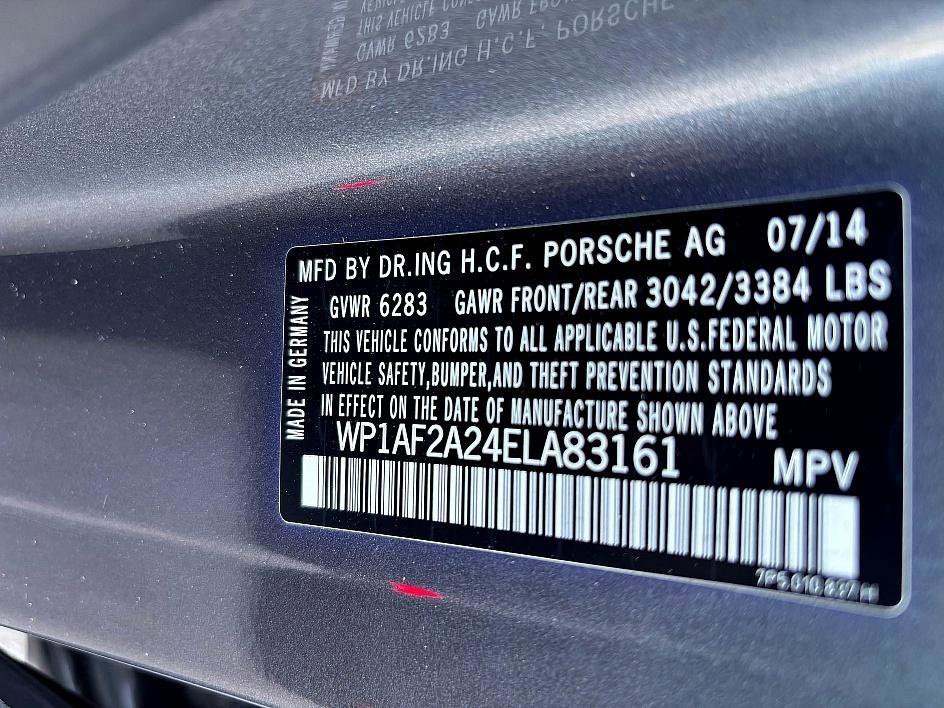 MFD BY DR.ING H.C.F. PORSCHE AG 07/14
GVWR 6283 GAWR FRONT/REAR 3042/3384 LBS
THIS VEHICLE CONFORMS TO ALL APPLICABLE U.S.FEDERAL MOTOR
VEHICLE SAFETY,BUMPER,AND THEFT PREVENTION STANDARDS
IN EFFECT ON THE DATE OF MANUFACTURE SHOWN ABOVE
MADE IN GERMANY
WP1AF2A24ELA83161
MPV